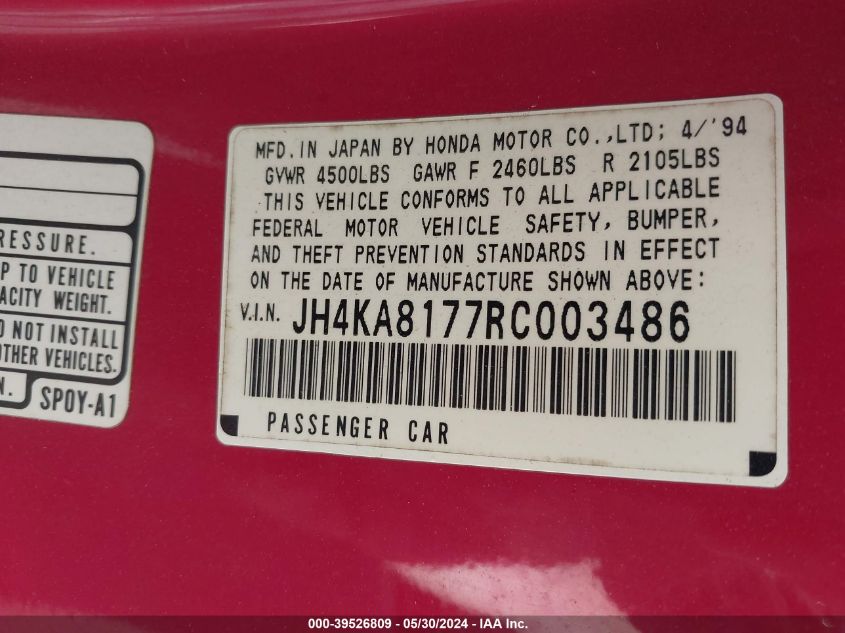 RESSURE.
P TO VEHICLE
ACITY WEIGHT.
NOT INSTALL
OTHER VEHICLES.
N.
SP0Y-A1
MFD. IN JAPAN BY HONDA MOTOR CO.,LTD; 4/'94
GVWR 4500LBS GAWR F 2460LBS R 2105LBS
THIS VEHICLE CONFORMS TO ALL APPLICABLE
FEDERAL MOTOR VEHICLE SAFETY, BUMPER,
AND THEFT PREVENTION STANDARDS IN EFFECT
ON THE DATE OF MANUFACTURE SHOWN ABOVE:
V.I.N. JH4KA8177RC003486
PASSENGER CAR
000-39526809 - 05/30/2024 - IAA Inc.